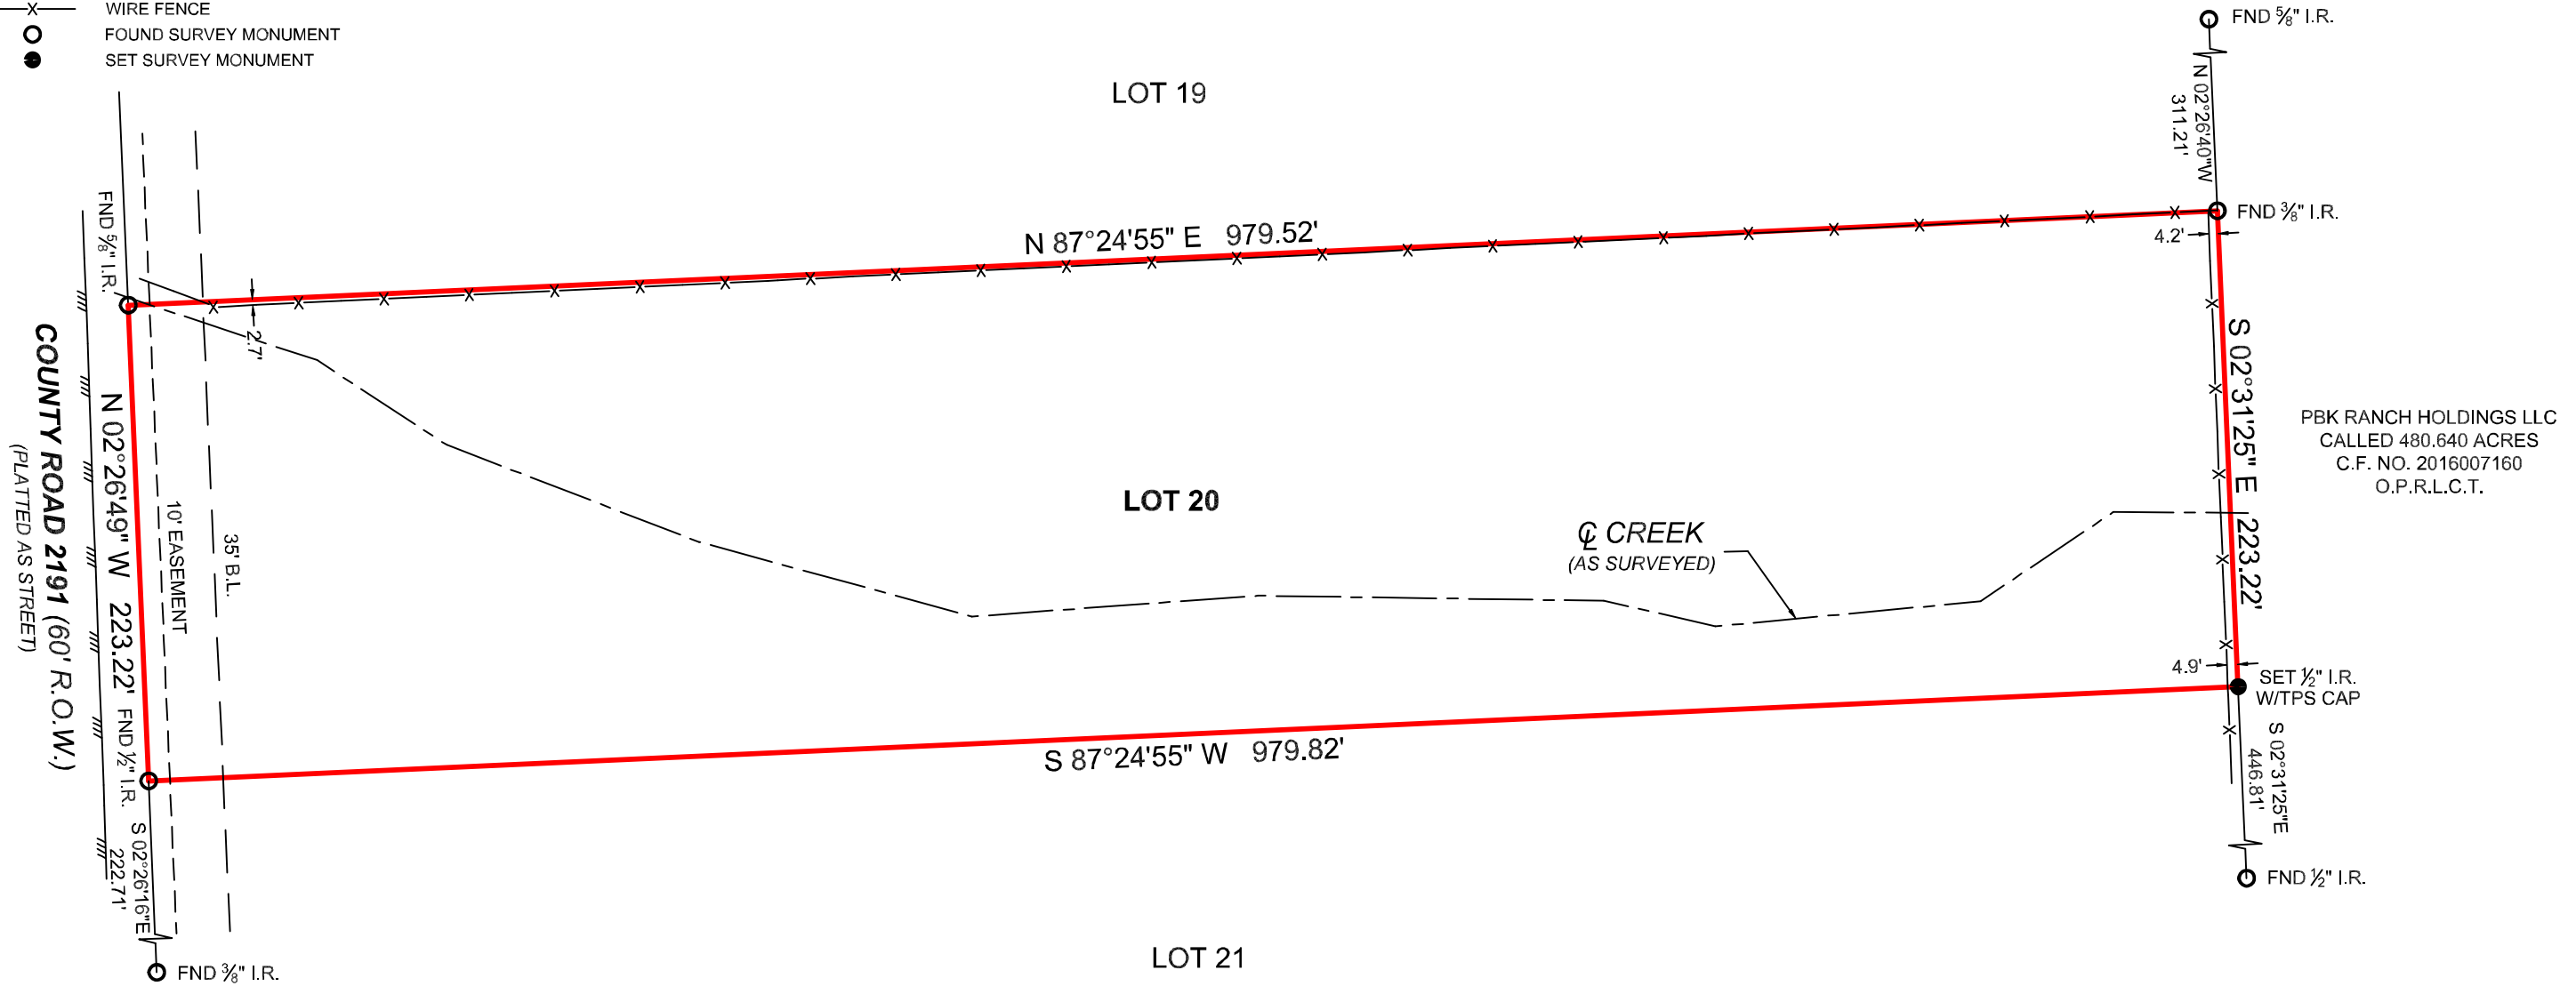 WIRE FENCE
FOUND SURVEY MONUMENT
SET SURVEY MONUMENT
LOT 19
FND 5/8" I.R.
N 02°26'40"W
311.21'
FND 5/8" I.R.
N 87°24'55" E 979.52'
FND 3/8" I.R.
4.2'
2.7'
COUNTY ROAD 2191 (60' R.O.W.)
(PLATTED AS STREET)
N 02°26'49" W 223.22'
10' EASEMENT
35' B.L.
LOT 20
℄ CREEK
(AS SURVEYED)
S 02°31'25" E 223.22'
PBK RANCH HOLDINGS LLC
CALLED 480.640 ACRES
C.F. NO. 2016007160
O.P.R.L.C.T.
4.9'
SET 1/2" I.R.
W/TPS CAP
FND 1/2" I.R.
S 87°24'55" W 979.82'
S 02°31'25"E
446.81'
S 02°26'16"E
222.71'
FND 1/2" I.R.
LOT 21
FND 3/8" I.R.